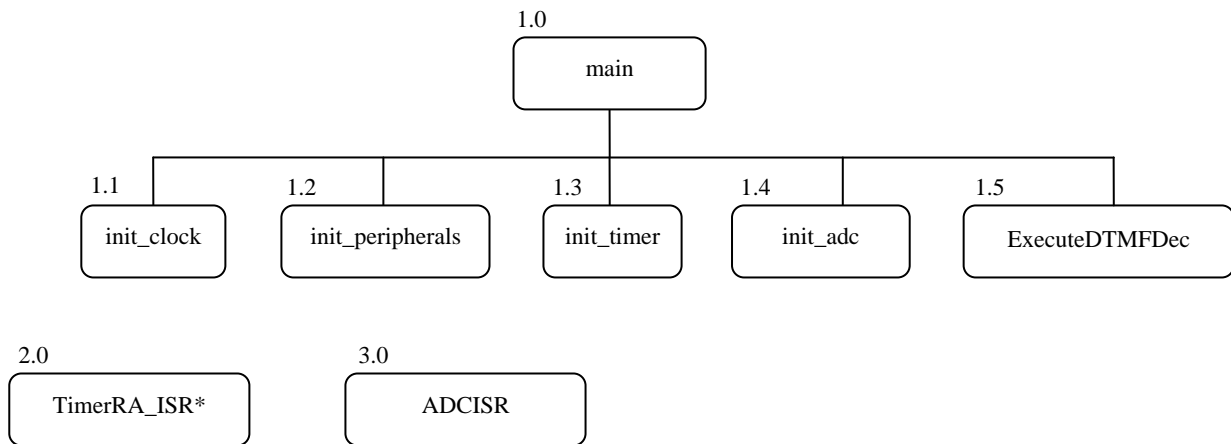 1.0
main
1.1 1.2 1.3 1.4 1.5
init_clock init_peripherals init_timer init_adc ExecuteDTMFDec
2.0 3.0
TimerRA_ISR* ADCISR